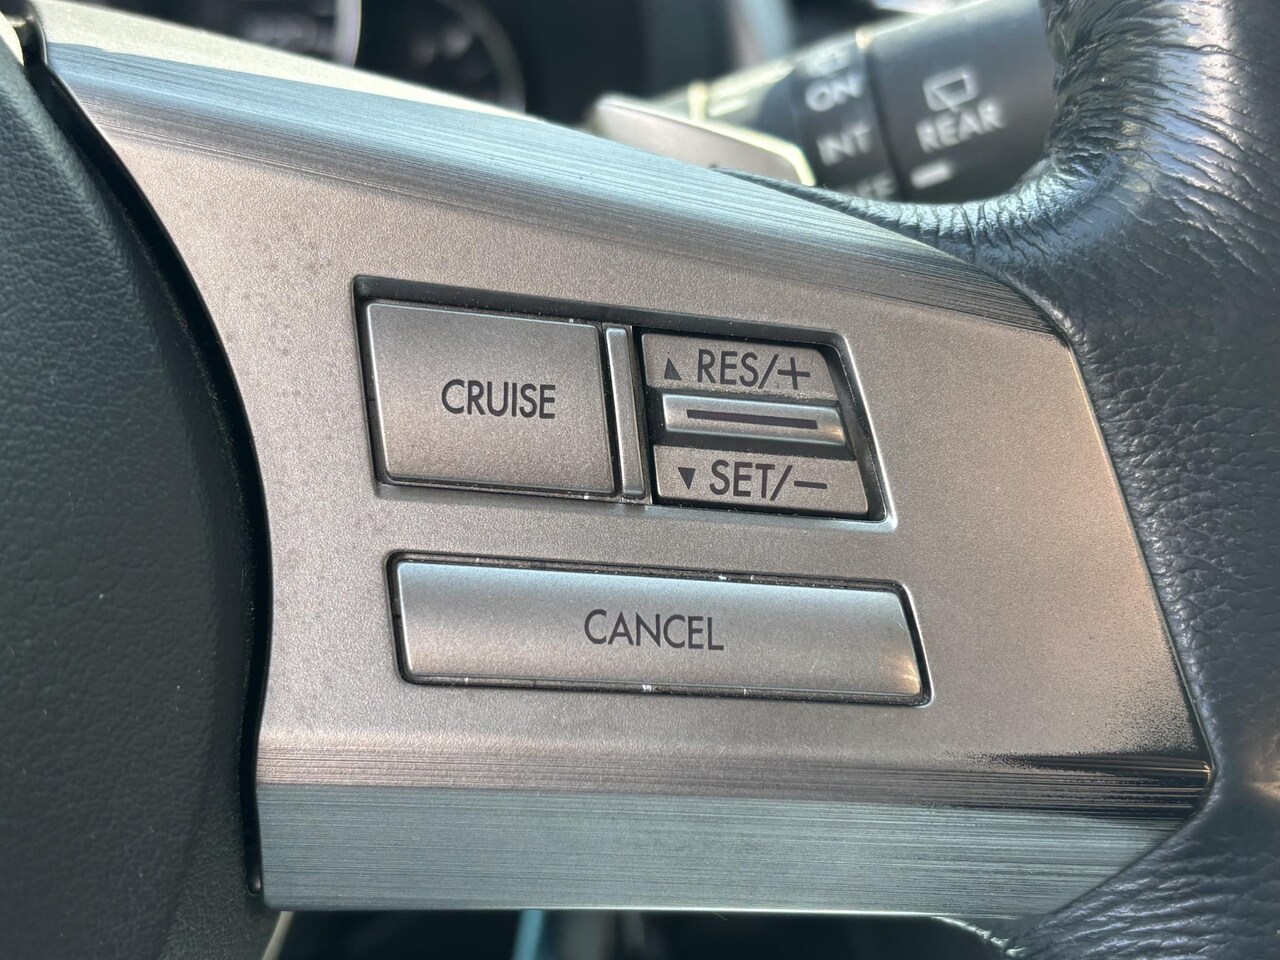 ON
INT
REAR
CRUISE
▲ RES/+
▼ SET/−
CANCEL